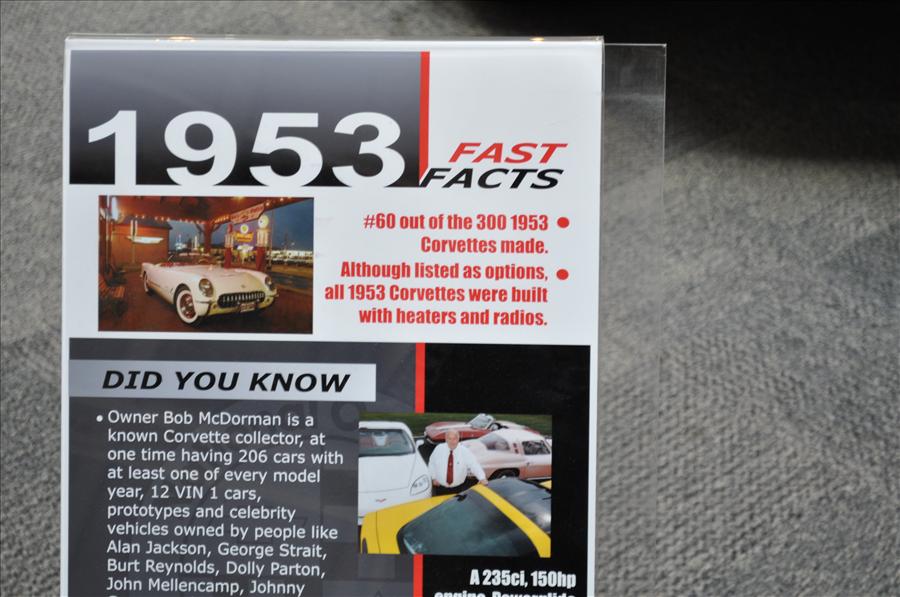 1953
FAST
FACTS
#60 out of the 300 1953
Corvettes made.
Although listed as options,
all 1953 Corvettes were built
with heaters and radios.
DID YOU KNOW
• Owner Bob McDorman is a
known Corvette collector, at
one time having 206 cars with
at least one of every model
year, 12 VIN 1 cars,
prototypes and celebrity
vehicles owned by people like
Alan Jackson, George Strait,
Burt Reynolds, Dolly Parton,
John Mellencamp, Johnny
A 235ci, 150hp
engine, Powerglide